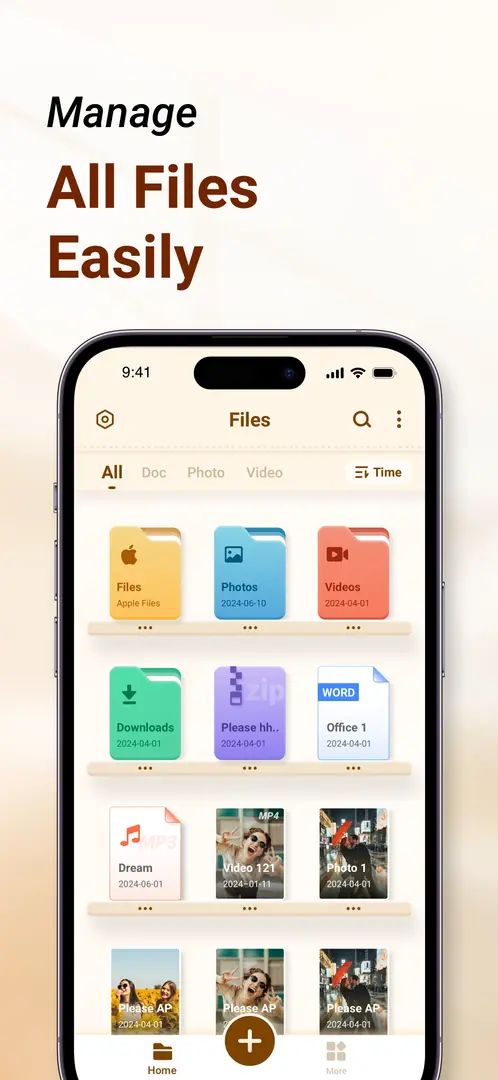 Manage
All Files
Easily
9:41
Files
All Doc Photo Video Time
Files Photos Videos
Apple Files 2024-06-10 2024-04-01
zip
WORD
Downloads Please hh.. Office 1
2024-04-01 2024-04-01 2024-04-01
MP4
MP3
Dream Video 121 Photo 1
2024-06-01 2024-01-11 2024-04-01
Please AP Please AP Please AP
2024-04-01 2024-04-01 2024-04-01
Home More